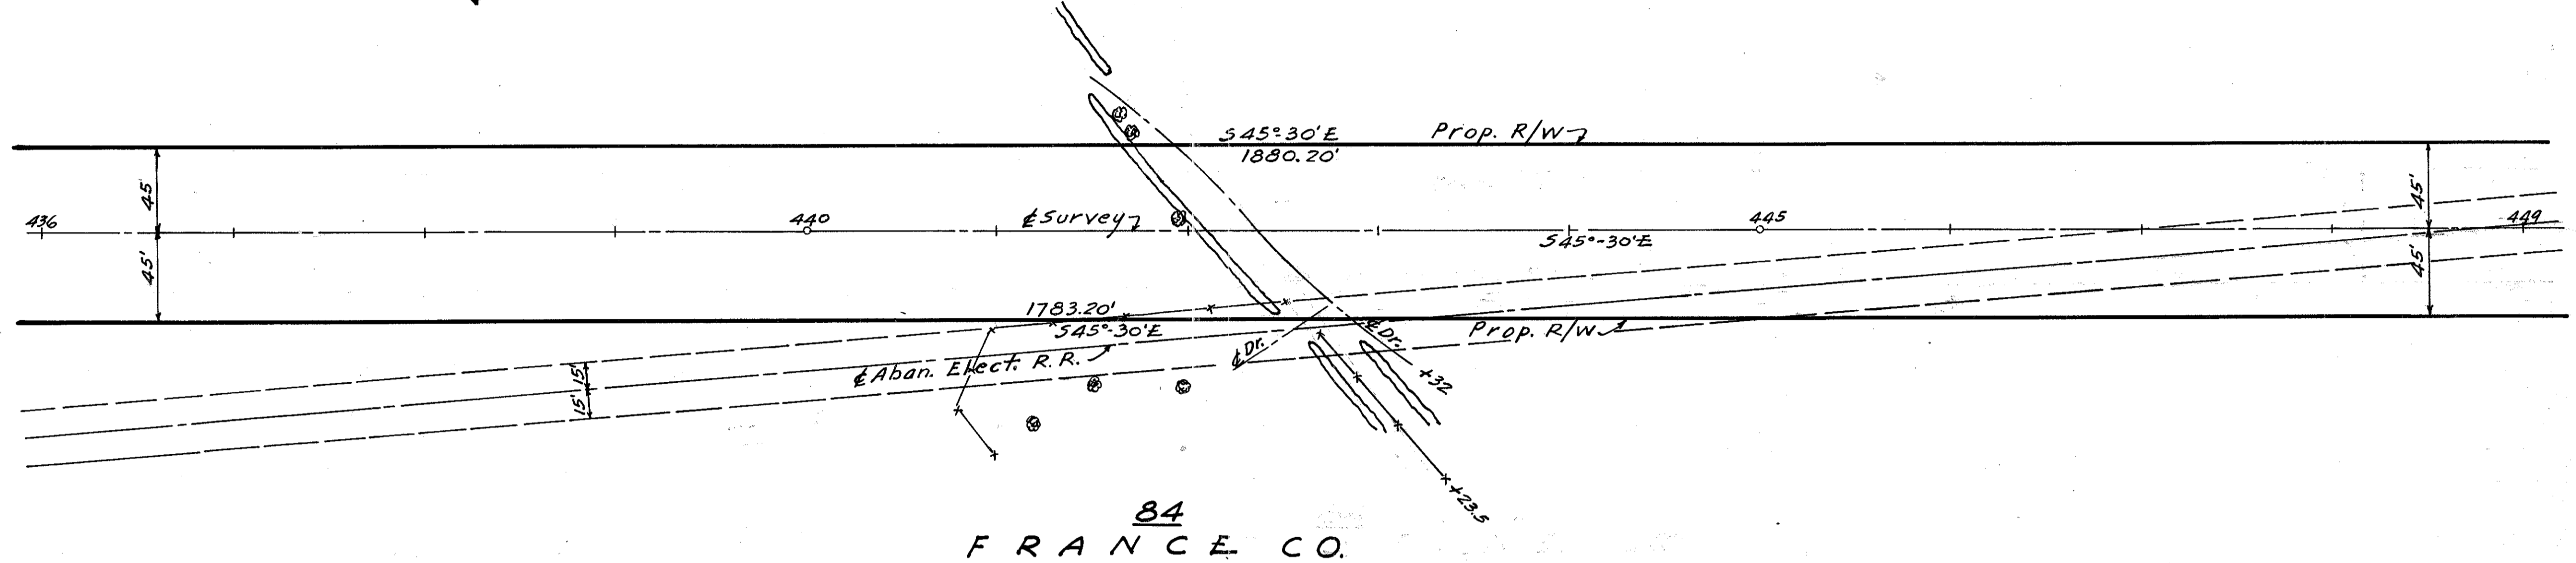 S45°-30'E
Prop. R/W
1880.20'
45'
45'
436
440
℄ Survey
445
449
S45°-30'E
45'
45'
1783.20'
S45°-30'E
Prop. R/W
℄ Dr.
℄ Dr.
℄ Aban. Elect. R.R.
15'
15'
+32
+23.5
84
FRANCE CO.